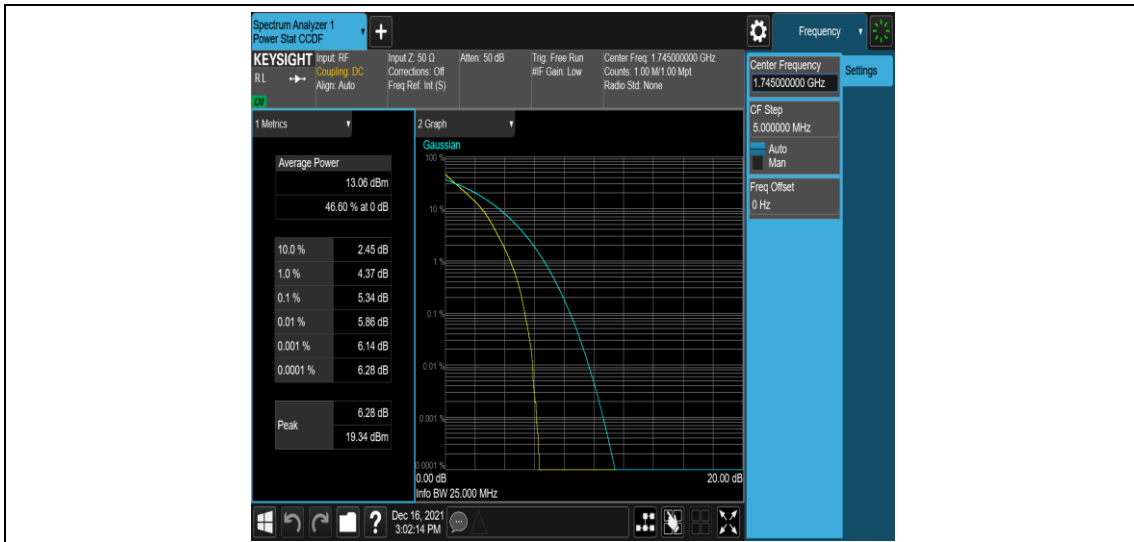 Spectrum Analyzer 1
Power Stat CCDF
Frequency
KEYSIGHT
RL
LXI
Input: RF
Coupling: DC
Align: Auto
Input Z: 50 Ω
Corrections: Off
Freq Ref: Int (S)
Atten: 50 dB
Trig: Free Run
#IF Gain: Low
Center Freq: 1.745000000 GHz
Counts: 1.00 M/1.00 Mpt
Radio Std: None
Center Frequency
1.745000000 GHz
Settings
CF Step
5.000000 MHz
Auto
Man
Freq Offset
0 Hz
1 Metrics
Average Power
13.06 dBm
46.60 % at 0 dB
10.0 % 2.45 dB
1.0 % 4.37 dB
0.1 % 5.34 dB
0.01 % 5.86 dB
0.001 % 6.14 dB
0.0001 % 6.28 dB
Peak
6.28 dB
19.34 dBm
2 Graph
Gaussian
100 %
10 %
1 %
0.1 %
0.01 %
0.001 %
0.0001 %
0.00 dB
20.00 dB
Info BW 25.000 MHz
?
Dec 16, 2021
3:02:14 PM